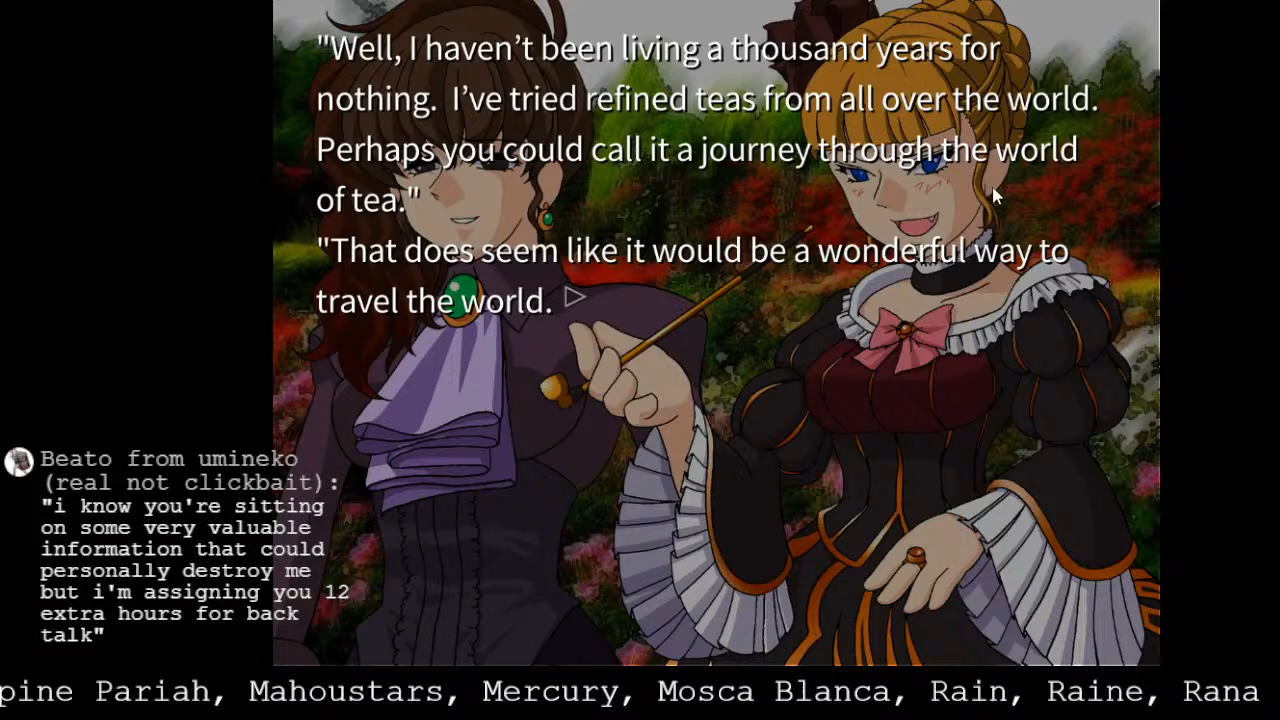 "Well, I haven’t been living a thousand years for
nothing.  I’ve tried refined teas from all over the world.
Perhaps you could call it a journey through the world
of tea."
"That does seem like it would be a wonderful way to
travel the world.
Beato from umineko
(real not clickbait):
"i know you're sitting
on some very valuable
information that could
personally destroy me
but i'm assigning you 12
extra hours for back
talk"
pine Pariah, Mahoustars, Mercury, Mosca Blanca, Rain, Raine, Rana